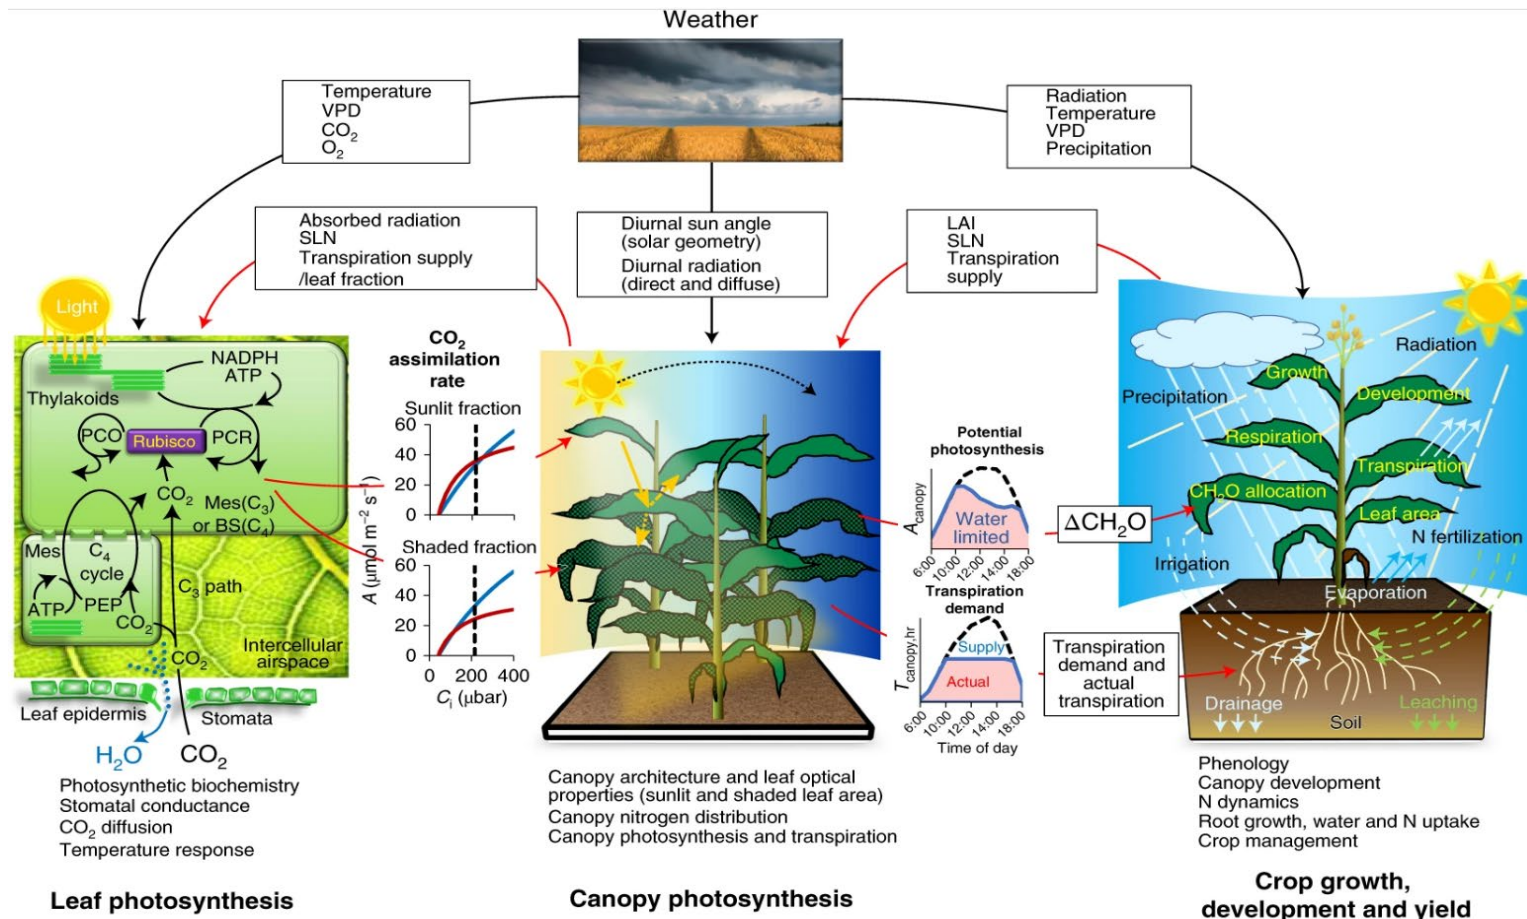 Weather
Temperature
VPD
CO₂
O₂
Radiation
Temperature
VPD
Precipitation
Absorbed radiation
SLN
Transpiration supply
/leaf fraction
Diurnal sun angle
(solar geometry)
Diurnal radiation
(direct and diffuse)
LAI
SLN
Transpiration
supply
Light
NADPH
ATP
Thylakoids
PCO
Rubisco
PCR
CO₂
Mes(C₃)
or BS(C₄)
Mes
C₄
cycle
C₃ path
ATP
PEP
CO₂
CO₂
Intercellular
airspace
Leaf epidermis
Stomata
H₂O
CO₂
Photosynthetic biochemistry
Stomatal conductance
CO₂ diffusion
Temperature response
Leaf photosynthesis
CO₂
assimilation
rate
Sunlit fraction
60
40
20
0
Shaded fraction
60
40
20
0
0 200 400
A (μmol m⁻² s⁻¹)
Cᵢ (μbar)
Canopy architecture and leaf optical
properties (sunlit and shaded leaf area)
Canopy nitrogen distribution
Canopy photosynthesis and transpiration
Canopy photosynthesis
Potential
photosynthesis
A canopy
Water
limited
6:00 10:00 12:00 14:00 18:00
Transpiration
demand
T canopy,hr
Supply
Actual
6:00 10:00 12:00 14:00 18:00
Time of day
ΔCH₂O
Transpiration
demand and
actual
transpiration
Radiation
Precipitation
Growth
Development
Respiration
Transpiration
CH₂O allocation
Leaf area
N fertilization
Irrigation
Evaporation
Drainage
Leaching
Soil
Phenology
Canopy development
N dynamics
Root growth, water and N uptake
Crop management
Crop growth,
development and yield